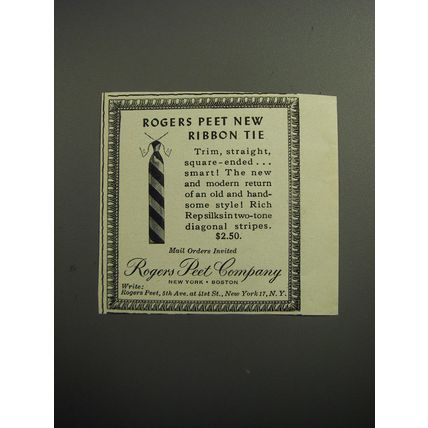 ROGERS PEET NEW
RIBBON TIE
Trim, straight,
square-ended...
smart! The new
and modern return
of an old and hand-
some style! Rich
Rep silks in two-tone
diagonal stripes.
$2.50.
Mail Orders Invited
Rogers Peet Company
NEW YORK • BOSTON
Write:
Rogers Peet, 5th Ave. at 41st St., New York 17, N.Y.